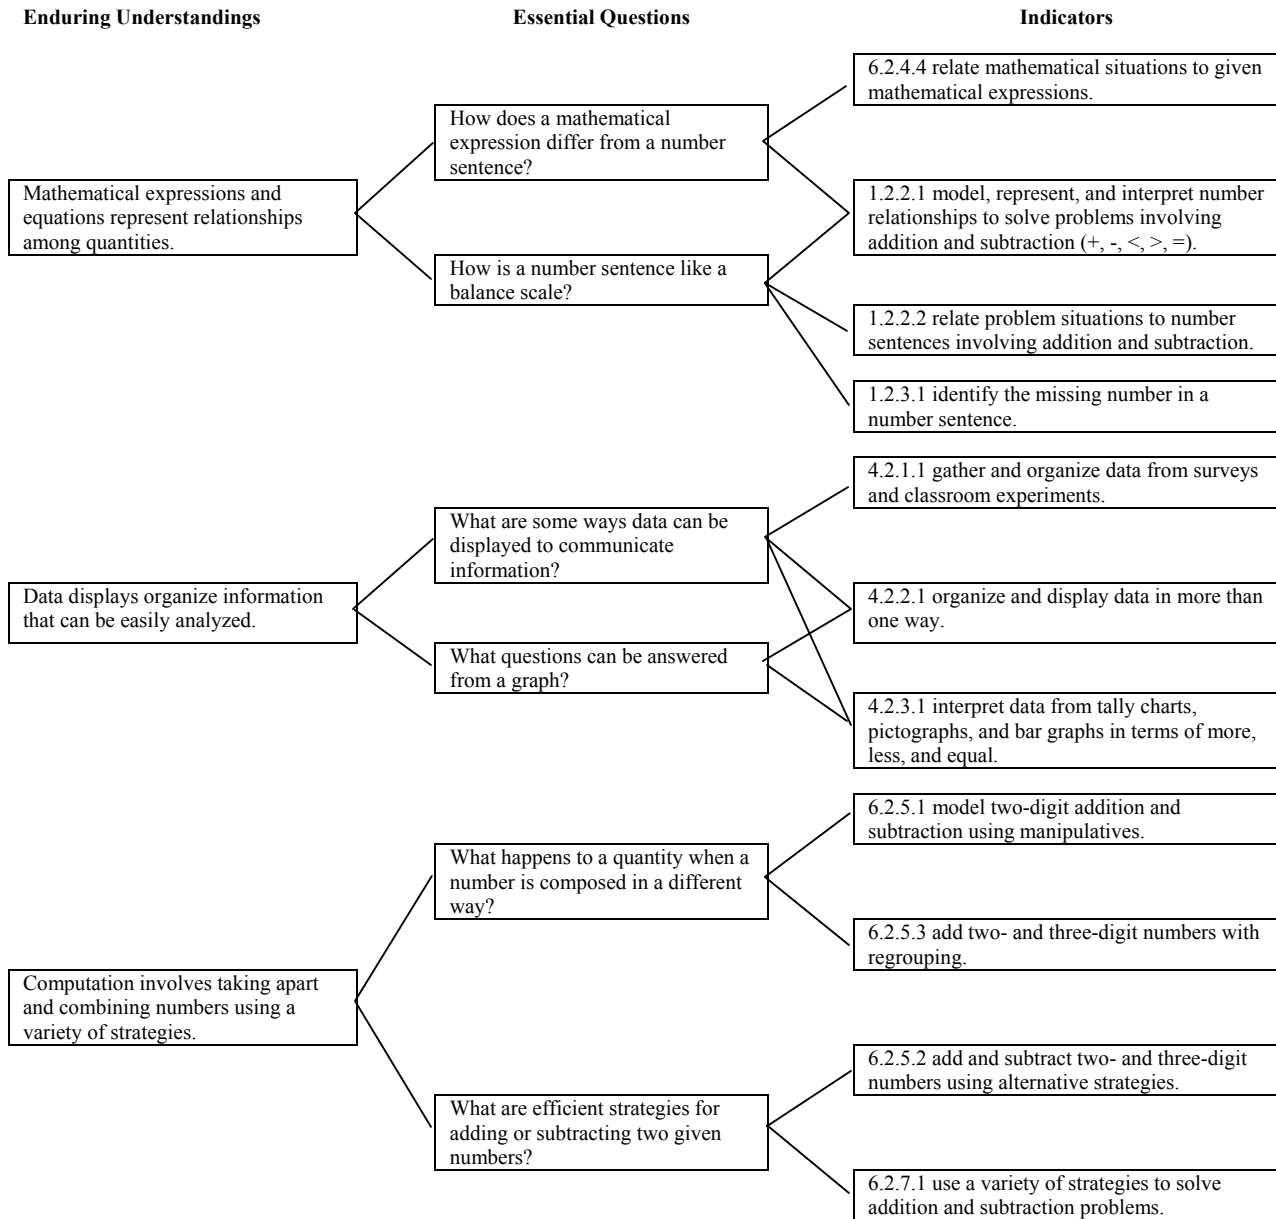 Enduring Understandings
Essential Questions
Indicators
6.2.4.4 relate mathematical situations to given
mathematical expressions.
How does a mathematical
expression differ from a number
sentence?
Mathematical expressions and
equations represent relationships
among quantities.
1.2.2.1 model, represent, and interpret number
relationships to solve problems involving
addition and subtraction (+, -, <, >, =).
How is a number sentence like a
balance scale?
1.2.2.2 relate problem situations to number
sentences involving addition and subtraction.
1.2.3.1 identify the missing number in a
number sentence.
4.2.1.1 gather and organize data from surveys
and classroom experiments.
What are some ways data can be
displayed to communicate
information?
Data displays organize information
that can be easily analyzed.
4.2.2.1 organize and display data in more than
one way.
What questions can be answered
from a graph?
4.2.3.1 interpret data from tally charts,
pictographs, and bar graphs in terms of more,
less, and equal.
6.2.5.1 model two-digit addition and
subtraction using manipulatives.
What happens to a quantity when a
number is composed in a different
way?
6.2.5.3 add two- and three-digit numbers with
regrouping.
Computation involves taking apart
and combining numbers using a
variety of strategies.
6.2.5.2 add and subtract two- and three-digit
numbers using alternative strategies.
What are efficient strategies for
adding or subtracting two given
numbers?
6.2.7.1 use a variety of strategies to solve
addition and subtraction problems.